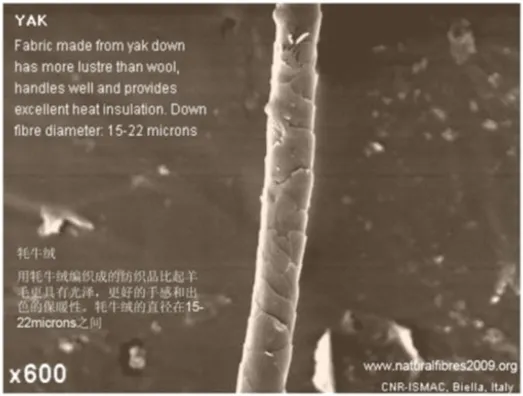 YAK
Fabric made from yak down
has more lustre than wool,
handles well and provides
excellent heat insulation. Down
fibre diameter: 15-22 microns
牦牛绒
用牦牛绒编织成的纺织品比起羊
毛更具有光泽，更好的手感和出
色的保暖性。牦牛绒的直径在15-
22microns之间
x600
www.naturalfibres2009.org
CNR-ISMAC, Biella, Italy